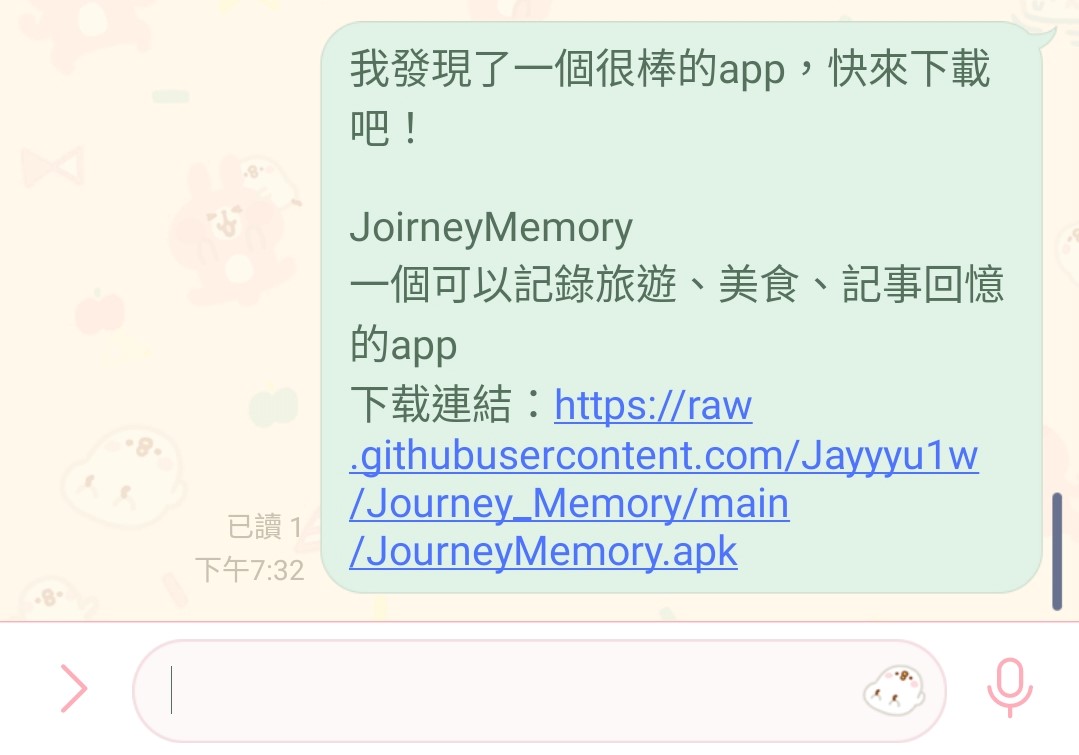 我發現了一個很棒的app，快來下載
吧！
JoirneyMemory
一個可以記錄旅遊、美食、記事回憶
的app
下载連結：https://raw
.githubusercontent.com/Jayyyu1w
/Journey_Memory/main
/JourneyMemory.apk
已讀 1
下午7:32